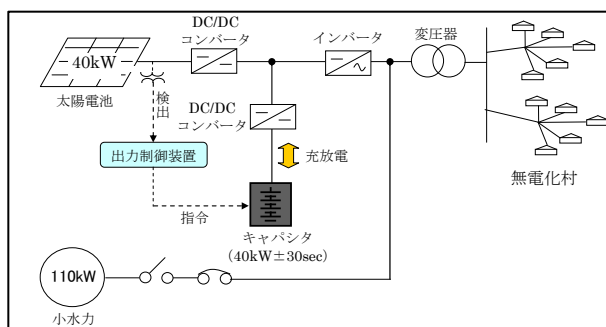 40kW
太陽電池
検出
DC/DC
コンバータ
インバータ
変圧器
DC/DC
コンバータ
充放電
出力制御装置
指令
キャパシタ
(40kW±30sec)
無電化村
110kW
小水力